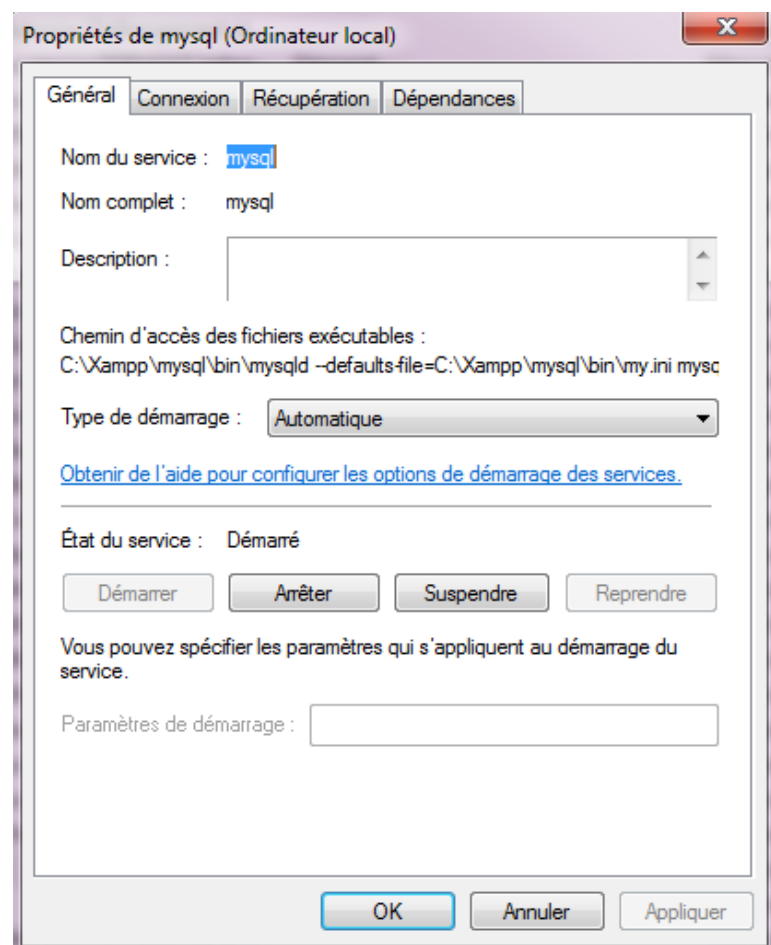 Propriétés de mysql (Ordinateur local)
Général Connexion Récupération Dépendances
Nom du service : mysql
Nom complet : mysql
Description :
Chemin d'accès des fichiers exécutables :
C:\Xampp\mysql\bin\mysqld --defaults-file=C:\Xampp\mysql\bin\my.ini mysq
Type de démarrage : Automatique
Obtenir de l'aide pour configurer les options de démarrage des services.
État du service : Démarré
Démarrer Arrêter Suspendre Reprendre
Vous pouvez spécifier les paramètres qui s'appliquent au démarrage du
service.
Paramètres de démarrage :
OK Annuler Appliquer